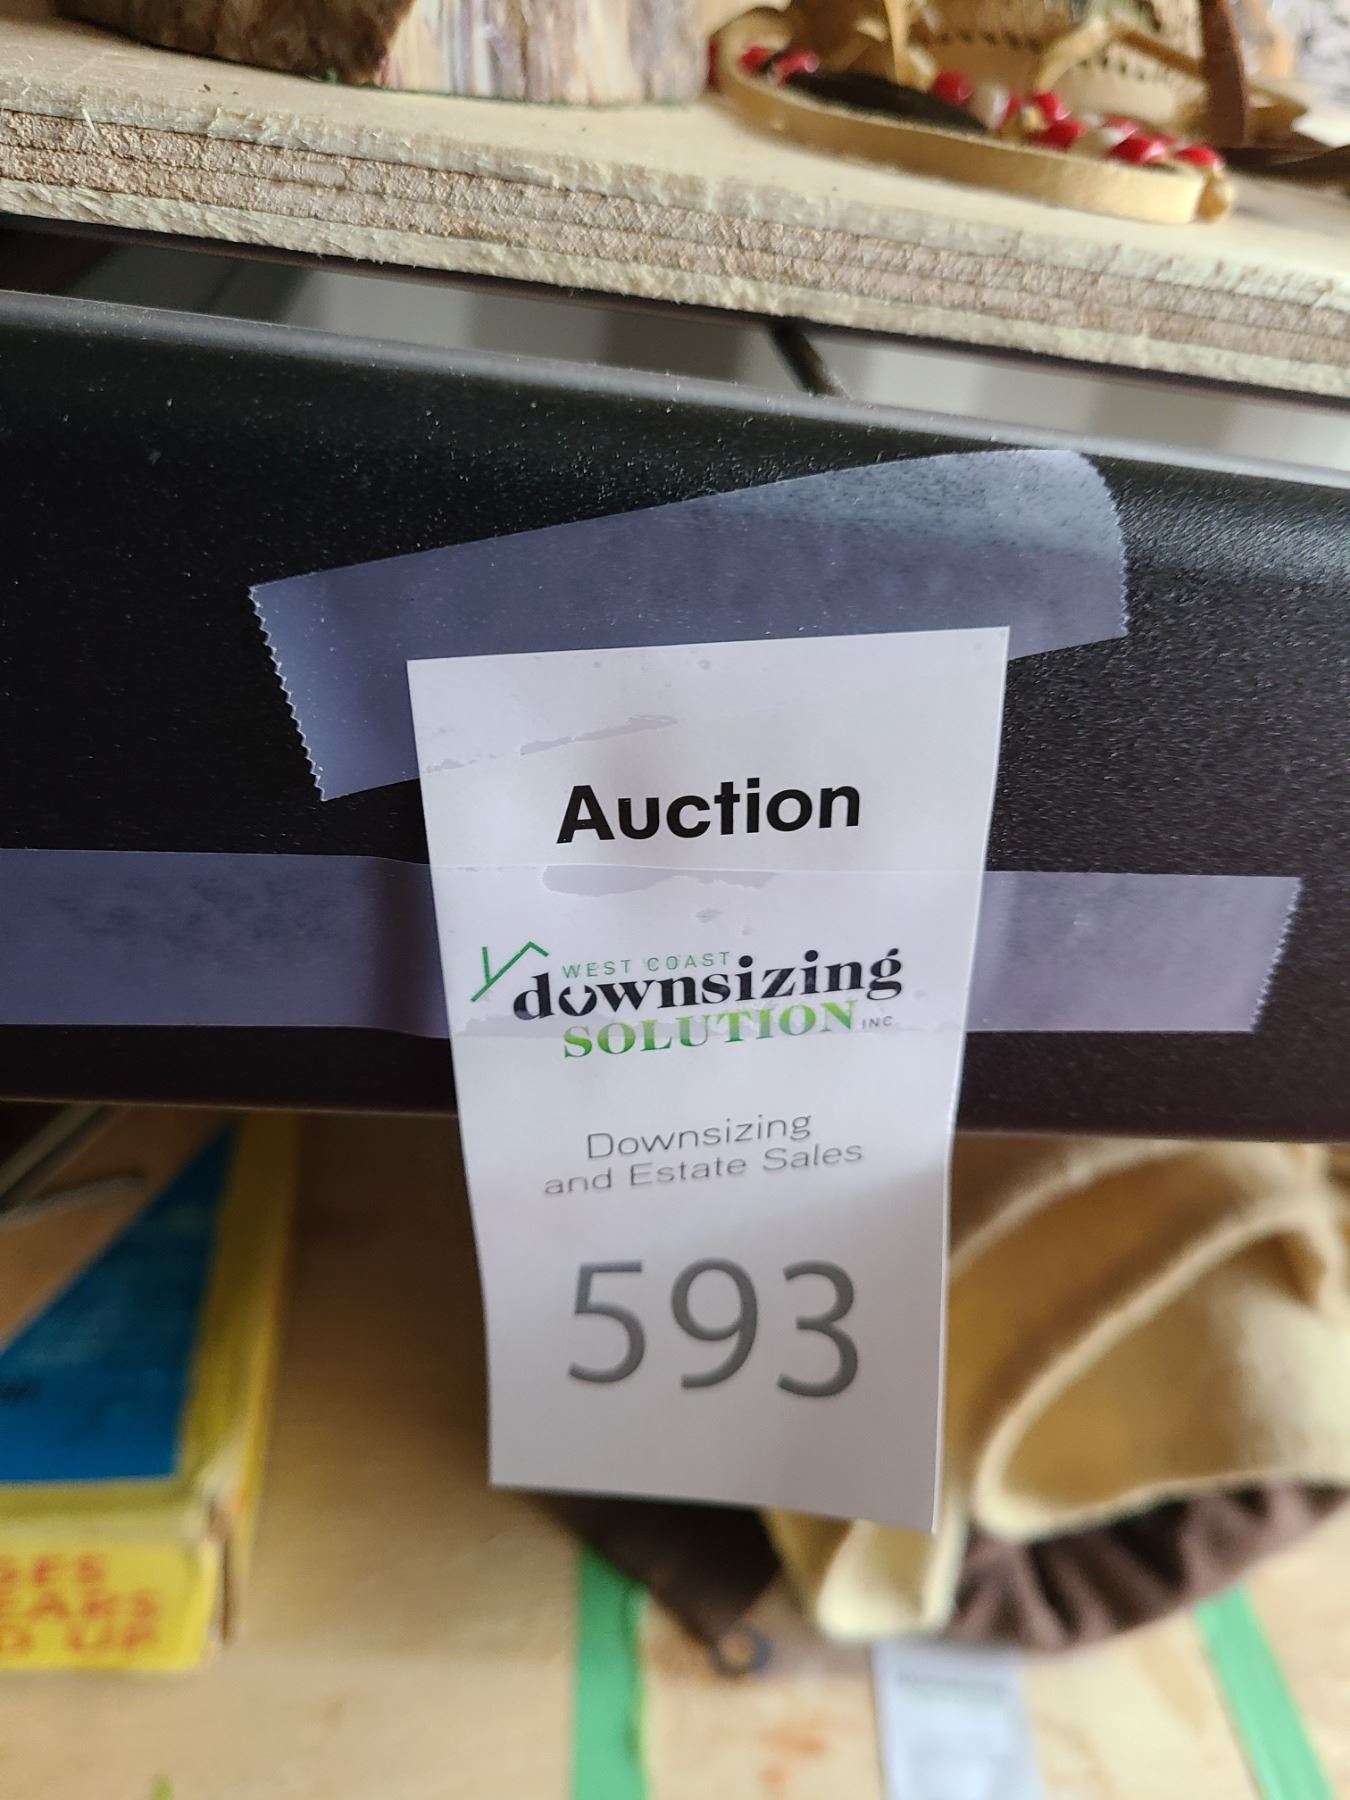 Auction
WEST COAST
downsizing
SOLUTION INC
Downsizing
and Estate Sales
593